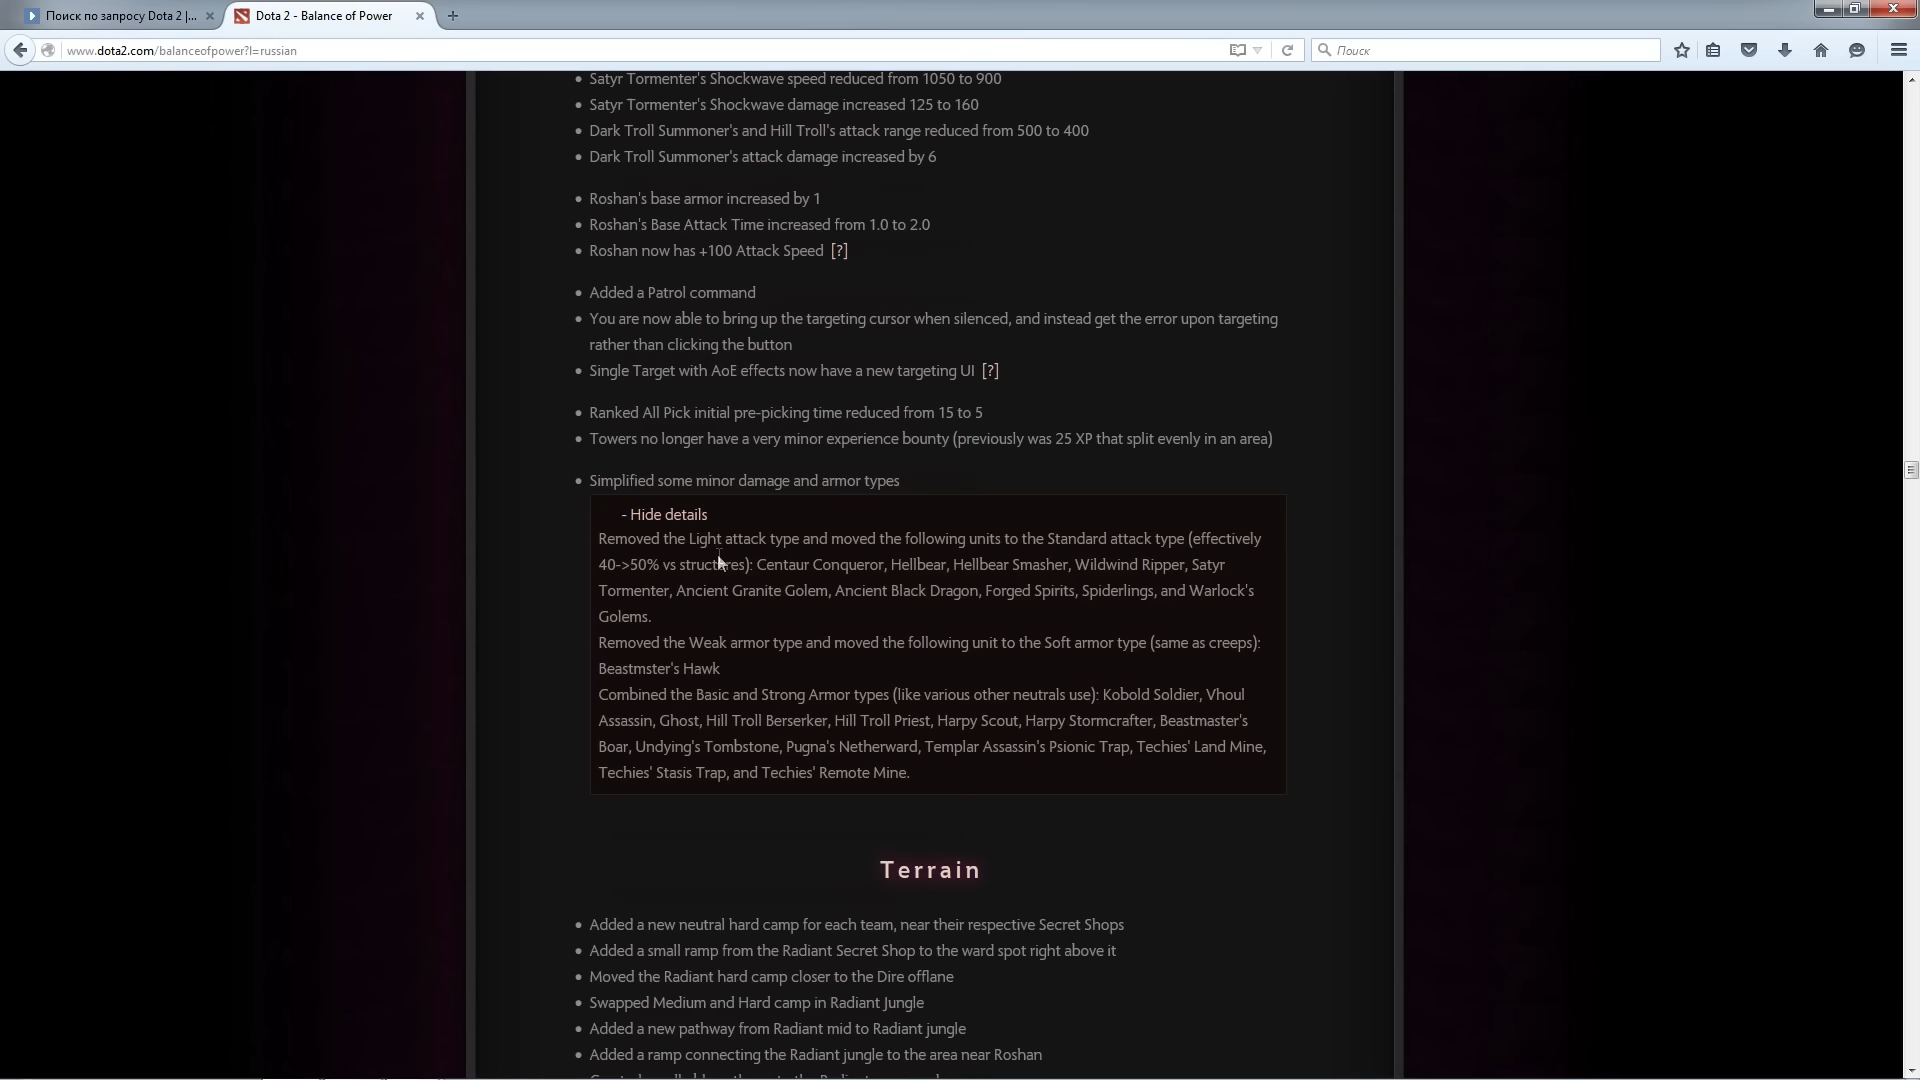 Поиск по запросу Dota 2 |...
Dota 2 - Balance of Power
www.dota2.com/balanceofpower?l=russian
Поиск
Satyr Tormenter's Shockwave speed reduced from 1050 to 900
Satyr Tormenter's Shockwave damage increased 125 to 160
Dark Troll Summoner's and Hill Troll's attack range reduced from 500 to 400
Dark Troll Summoner's attack damage increased by 6
Roshan's base armor increased by 1
Roshan's Base Attack Time increased from 1.0 to 2.0
Roshan now has +100 Attack Speed [?]
Added a Patrol command
You are now able to bring up the targeting cursor when silenced, and instead get the error upon targeting
rather than clicking the button
Single Target with AoE effects now have a new targeting UI [?]
Ranked All Pick initial pre-picking time reduced from 15 to 5
Towers no longer have a very minor experience bounty (previously was 25 XP that split evenly in an area)
Simplified some minor damage and armor types
- Hide details
Removed the Light attack type and moved the following units to the Standard attack type (effectively
40->50% vs structures): Centaur Conqueror, Hellbear, Hellbear Smasher, Wildwind Ripper, Satyr
Tormenter, Ancient Granite Golem, Ancient Black Dragon, Forged Spirits, Spiderlings, and Warlock's
Golems.
Removed the Weak armor type and moved the following unit to the Soft armor type (same as creeps):
Beastmster's Hawk
Combined the Basic and Strong Armor types (like various other neutrals use): Kobold Soldier, Vhoul
Assassin, Ghost, Hill Troll Berserker, Hill Troll Priest, Harpy Scout, Harpy Stormcrafter, Beastmaster's
Boar, Undying's Tombstone, Pugna's Netherward, Templar Assassin's Psionic Trap, Techies' Land Mine,
Techies' Stasis Trap, and Techies' Remote Mine.
Terrain
Added a new neutral hard camp for each team, near their respective Secret Shops
Added a small ramp from the Radiant Secret Shop to the ward spot right above it
Moved the Radiant hard camp closer to the Dire offlane
Swapped Medium and Hard camp in Radiant Jungle
Added a new pathway from Radiant mid to Radiant jungle
Added a ramp connecting the Radiant jungle to the area near Roshan